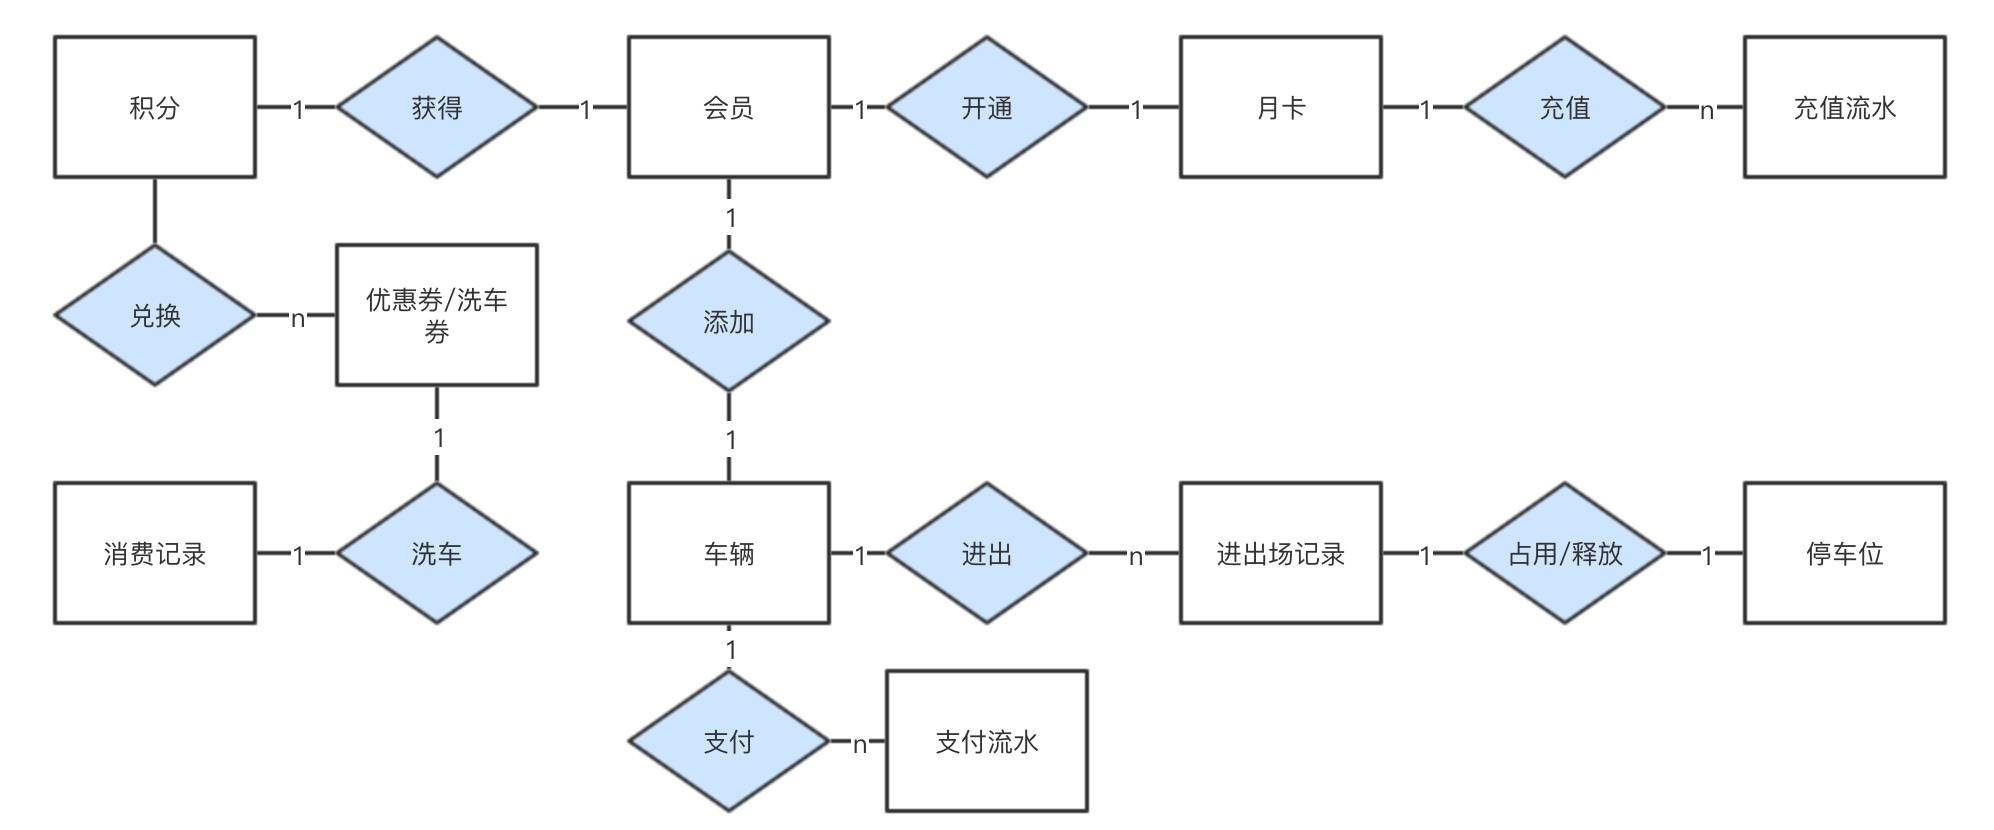 积分
1
获得
1
会员
1
开通
1
月卡
1
充值
n
充值流水
1
兑换
n
优惠券/洗车
券
添加
1
1
消费记录
1
洗车
车辆
1
进出
n
进出场记录
1
占用/释放
1
停车位
1
支付
n
支付流水